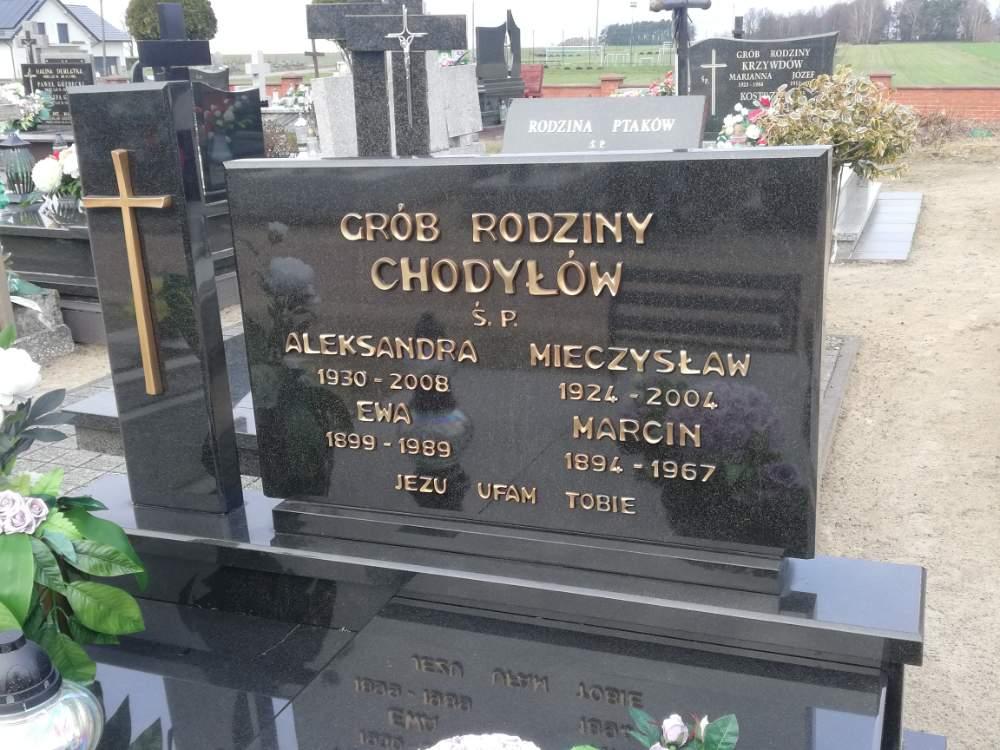 GRÓB RODZINY
CHODYŁÓW
Ś. P.
ALEKSANDRA MIECZYSŁAW
1930 - 2008 1924 - 2004
EWA MARCIN
1899 - 1989 1894 - 1967
JEZU UFAM TOBIE
RODZINA PTAKÓW
Ś. P.
GRÓB RODZINY
KRZYWDÓW
MARIANNA JÓZEF